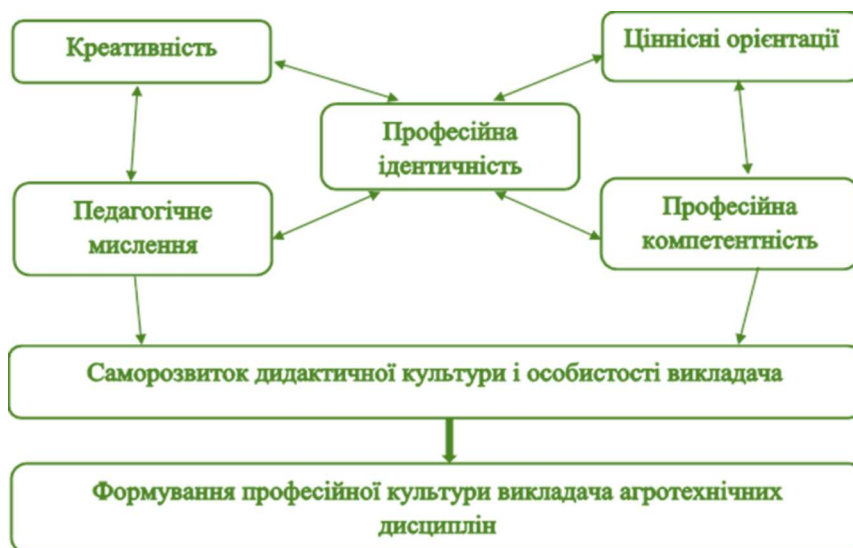 Креативність
Ціннісні орієнтації
Професійна
ідентичність
Педагогічне
мислення
Професійна
компетентність
Саморозвиток дидактичної культури і особистості викладача
Формування професійної культури викладача агротехнічних
дисциплін